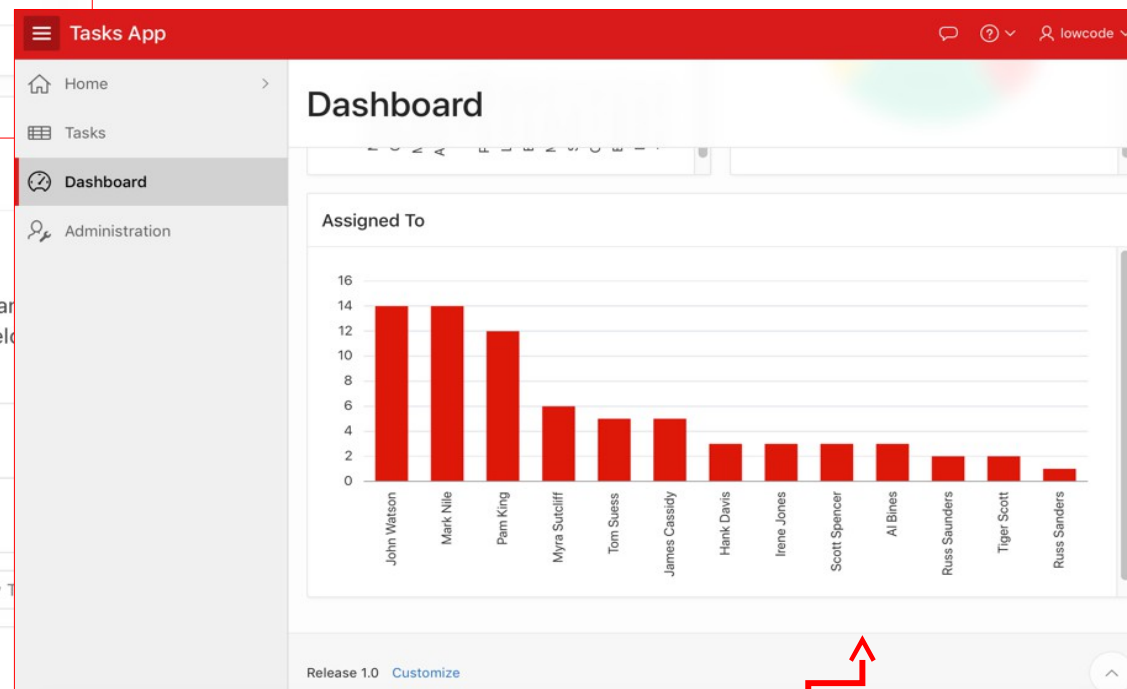 Tasks App
lowcode
Home
Tasks
Dashboard
Administration
Dashboard
Assigned To
16
14
12
10
8
6
4
2
0
John Watson
Mark Nile
Pam King
Myra Sutcliff
Tom Suess
James Cassidy
Hank Davis
Irene Jones
Scott Spencer
Al Bines
Russ Saunders
Tiger Scott
Russ Sanders
Release 1.0 Customize